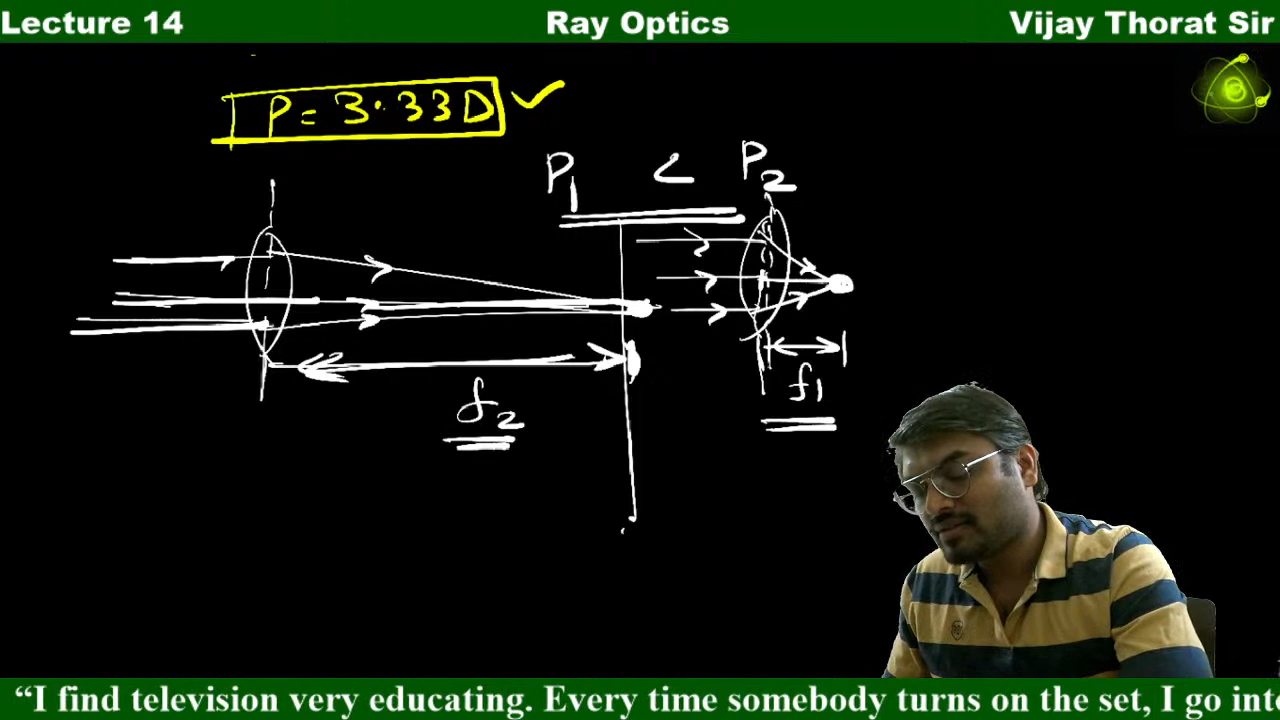 Lecture 14 Ray Optics Vijay Thorat Sir
P = 3.33 D ✓
P1 < P2
f2
f1
“I find television very educating. Every time somebody turns on the set, I go int